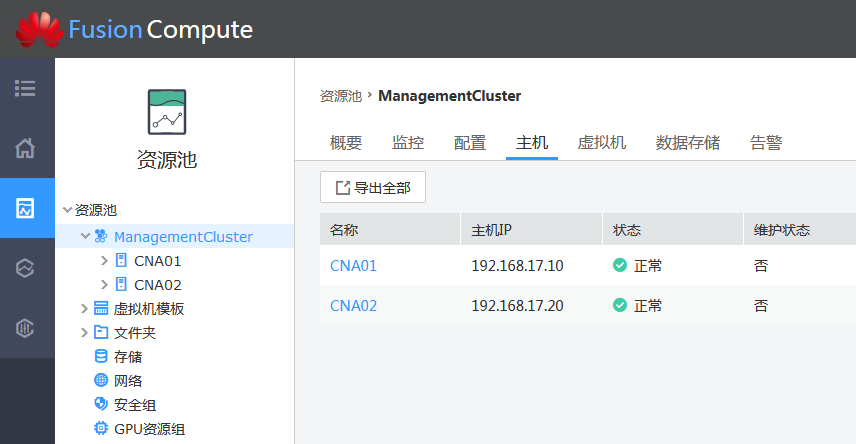 Fusion Compute
资源池
资源池
ManagementCluster
CNA01
CNA02
虚拟机模板
文件夹
存储
网络
安全组
GPU资源组
资源池 › ManagementCluster
概要 监控 配置 主机 虚拟机 数据存储 告警
导出全部
名称 主机IP 状态 维护状态
CNA01 192.168.17.10 正常 否
CNA02 192.168.17.20 正常 否